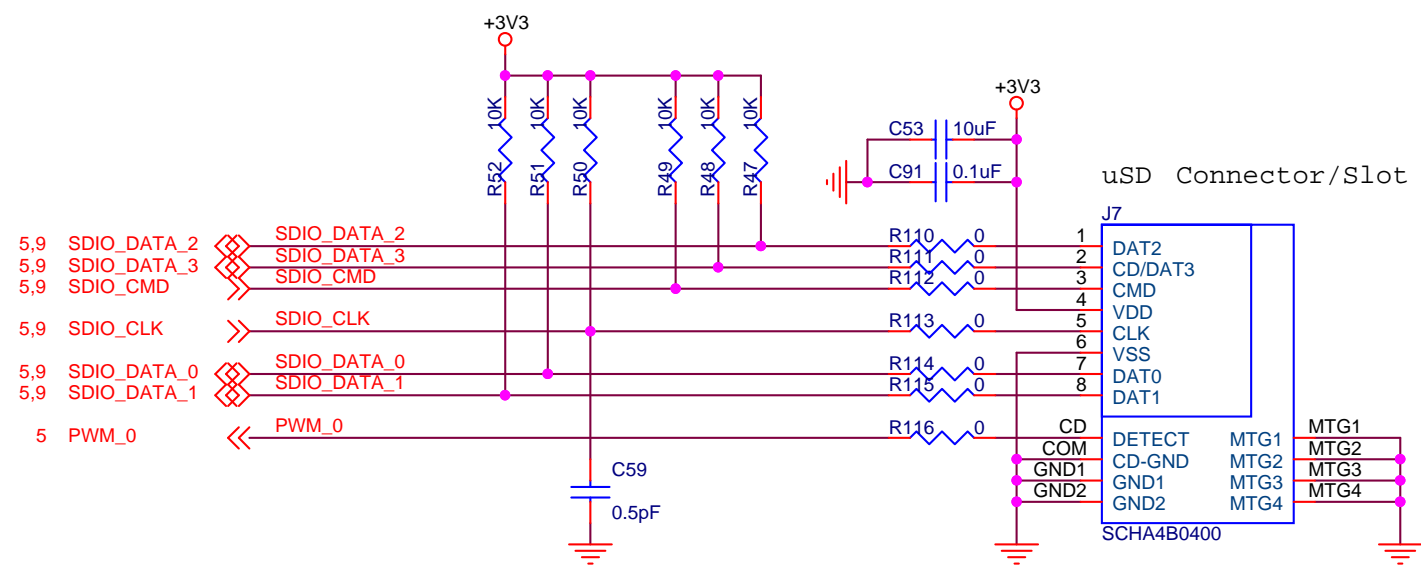 +3V3
+3V3
10K 10K 10K 10K 10K 10K
R52 R51 R50 R49 R48 R47
C53 10uF
C91 0.1uF
uSD Connector/Slot
J7
5,9 SDIO_DATA_2 SDIO_DATA_2 R110 0 1 DAT2
5,9 SDIO_DATA_3 SDIO_DATA_3 R111 0 2 CD/DAT3
5,9 SDIO_CMD SDIO_CMD R112 0 3 CMD
4 VDD
5,9 SDIO_CLK SDIO_CLK R113 0 5 CLK
6 VSS
5,9 SDIO_DATA_0 SDIO_DATA_0 R114 0 7 DAT0
5,9 SDIO_DATA_1 SDIO_DATA_1 R115 0 8 DAT1
5 PWM_0 PWM_0 R116 0 CD DETECT MTG1 MTG1
COM CD-GND MTG2 MTG2
GND1 GND1 MTG3 MTG3
GND2 GND2 MTG4 MTG4
C59
0.5pF
SCHA4B0400